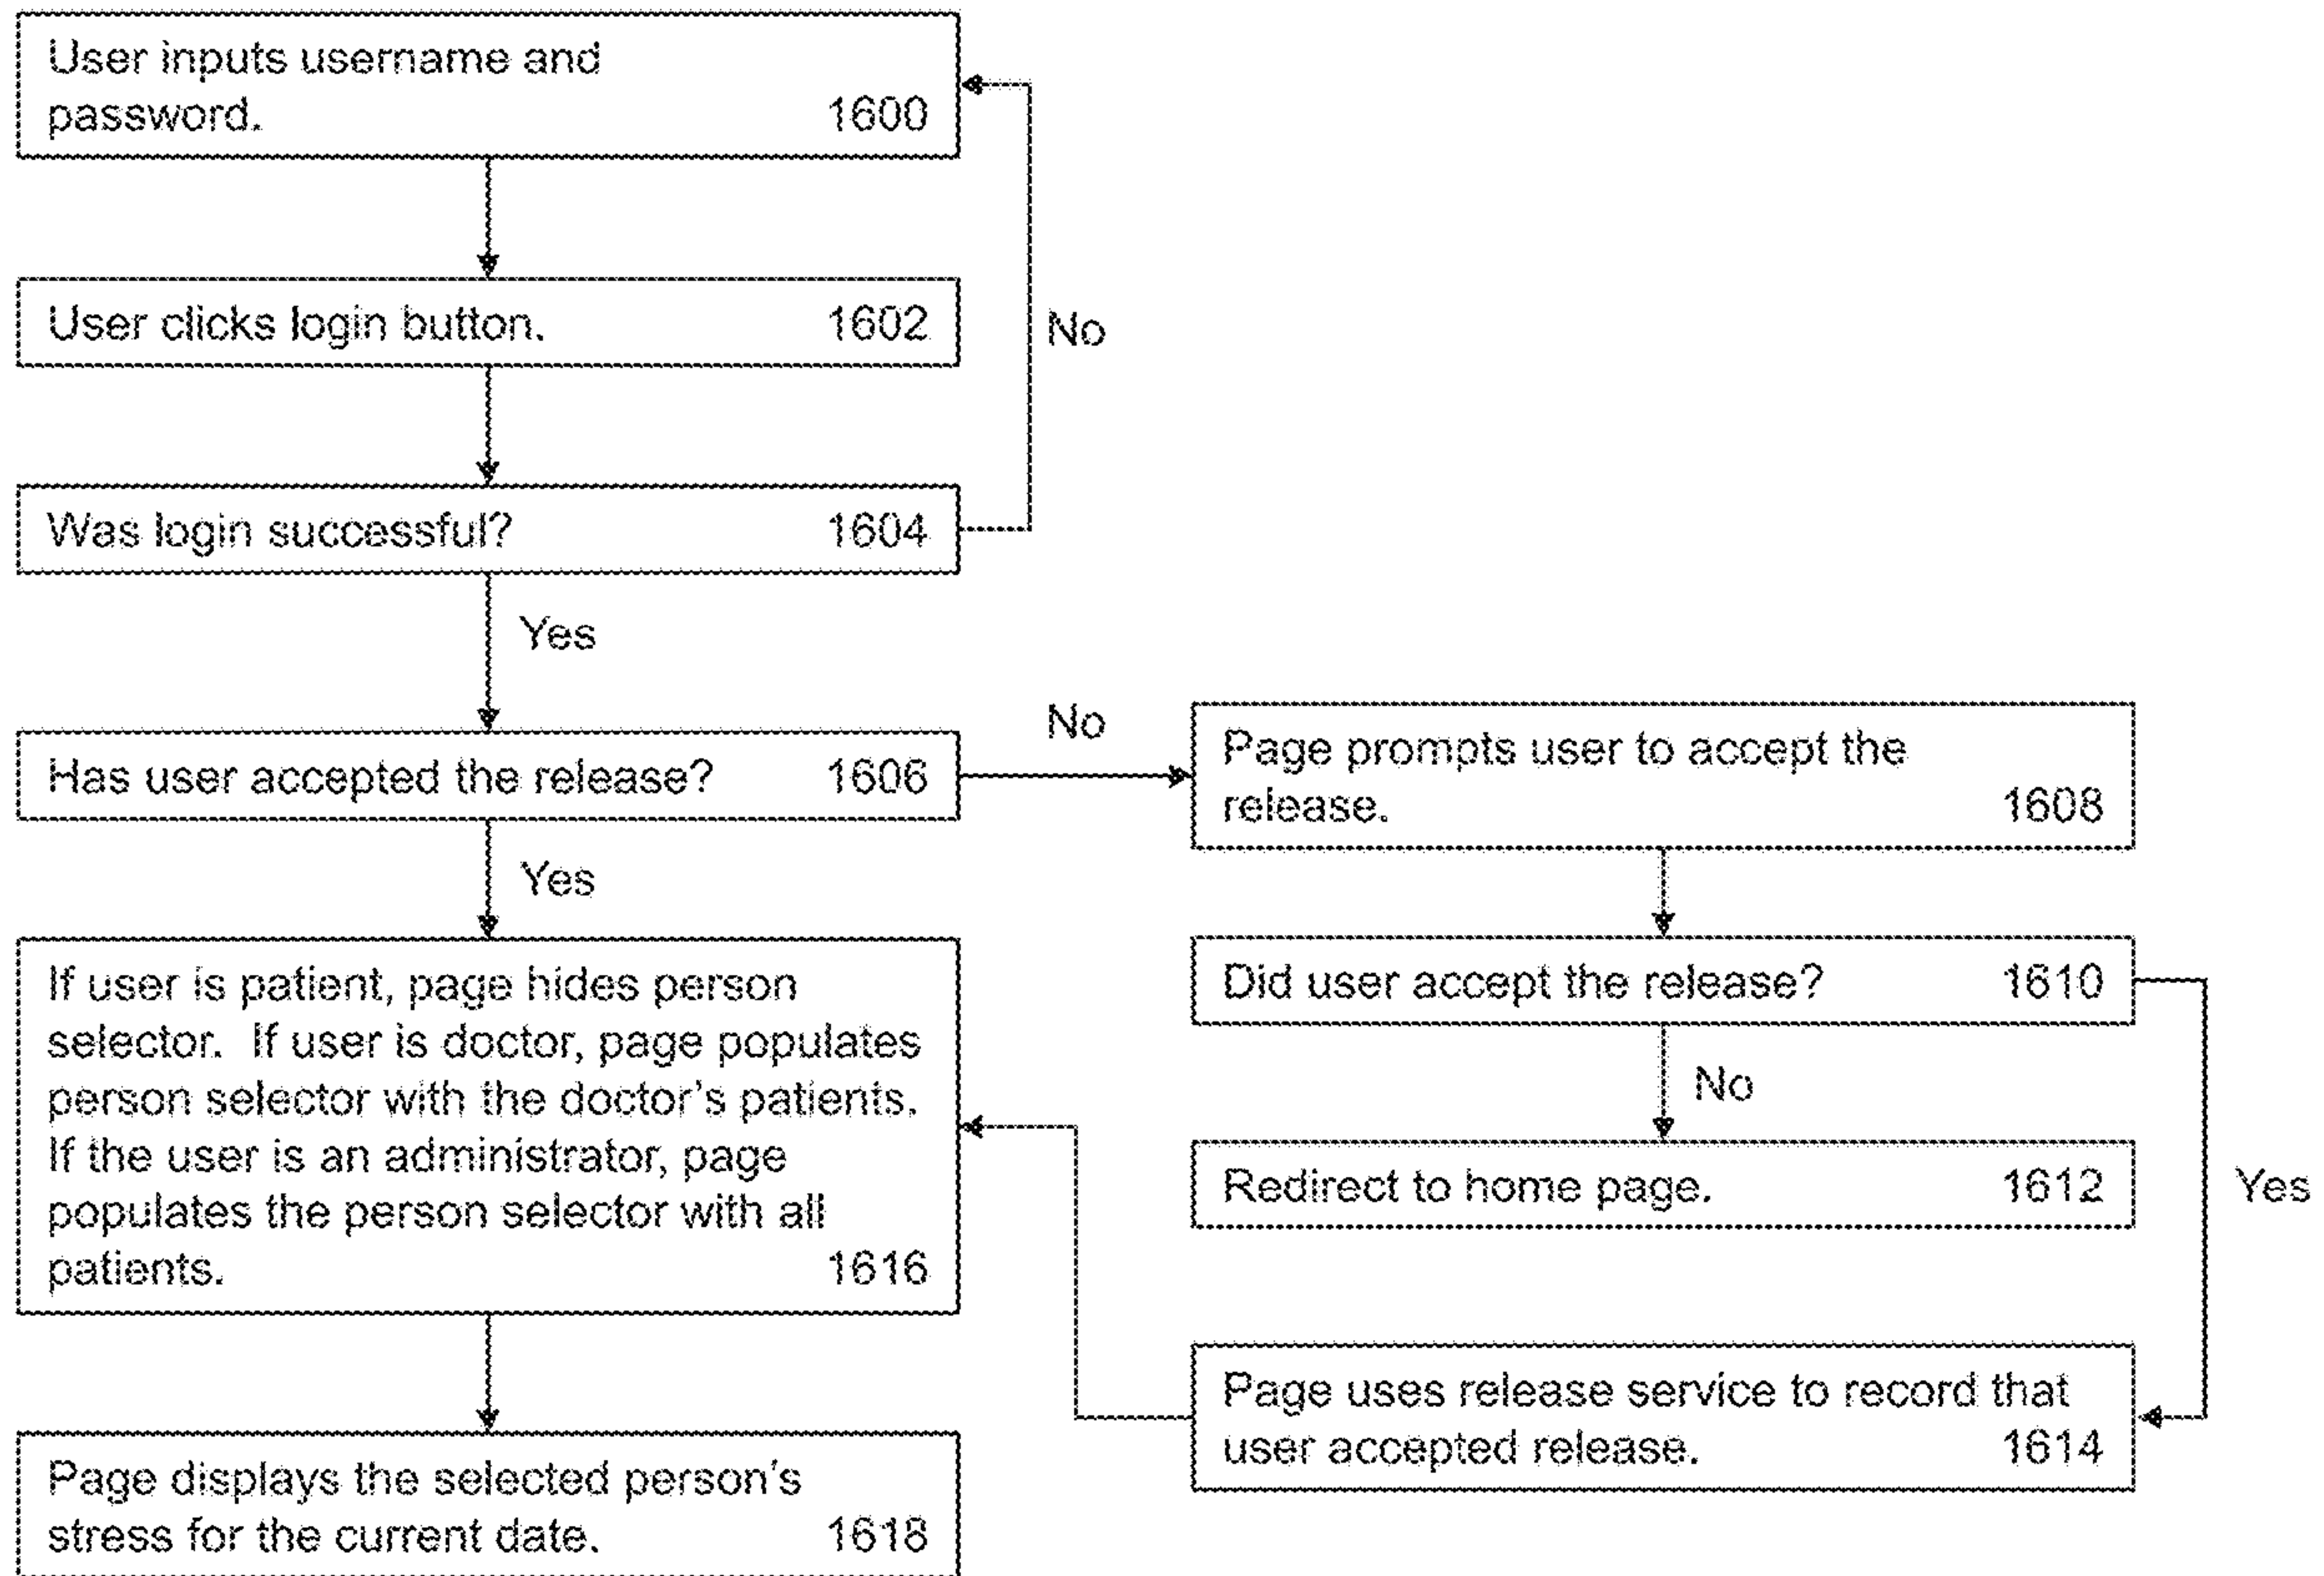 User inputs username and
password. 1600
User clicks login button. 1602
No
Was login successful? 1604
Yes
Has user accepted the release? 1606
No
Page prompts user to accept the
release. 1608
Yes
If user is patient, page hides person
selector. If user is doctor, page populates
person selector with the doctor's patients.
If the user is an administrator, page
populates the person selector with all
patients. 1616
Did user accept the release? 1610
No
Redirect to home page. 1612
Yes
Page uses release service to record that
user accepted release. 1614
Page displays the selected person's
stress for the current date. 1618